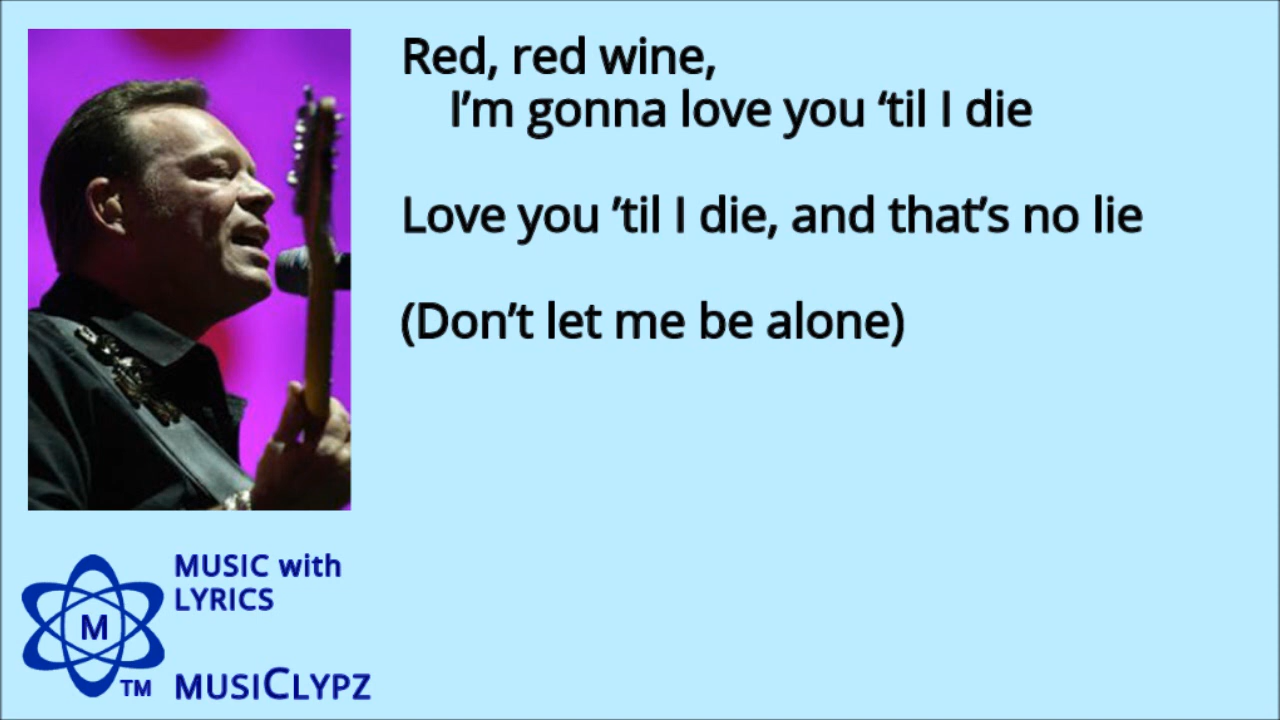 Red, red wine,
I’m gonna love you ‘til I die
Love you ’til I die, and that’s no lie
(Don’t let me be alone)
MUSIC with
LYRICS
M
TM
MUSICLYPZ